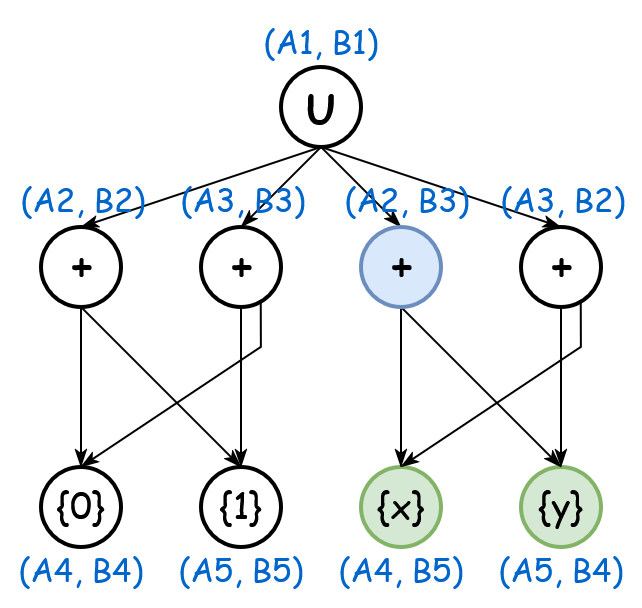 (A1, B1)
U
(A2, B2) (A3, B3) (A2, B3) (A3, B2)
+ + + +
{0} {1} {x} {y}
(A4, B4) (A5, B5) (A4, B5) (A5, B4)